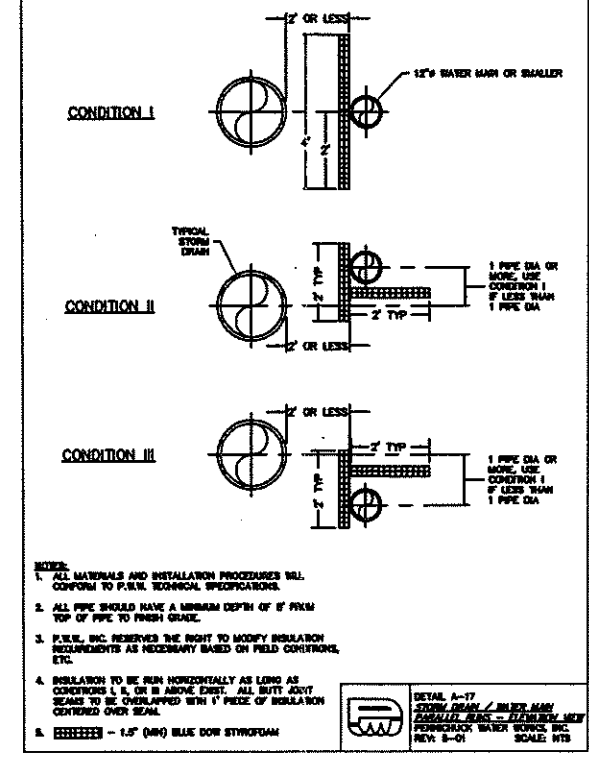 2' OR LESS
12"ø WATER MAIN OR SMALLER
CONDITION I
4'
2'
TYPICAL
STORM
DRAIN
CONDITION II
2' TYP
2' TYP
1 PIPE DIA OR
MORE, USE
CONDITION I
IF LESS THAN
1 PIPE DIA
2' OR LESS
2' OR LESS
CONDITION III
2' TYP
2' TYP
1 PIPE DIA OR
MORE, USE
CONDITION I
IF LESS THAN
1 PIPE DIA
NOTES:
1. ALL MATERIALS AND INSTALLATION PROCEDURES WILL
CONFORM TO P.W.W. TECHNICAL SPECIFICATIONS.
2. ALL PIPE SHOULD HAVE A MINIMUM DEPTH OF FROM
TOP OF PIPE TO FINISH GRADE.
3. P.W.W., INC. RESERVES THE RIGHT TO MODIFY INSULATION
REQUIREMENTS AS NECESSARY BASED ON FIELD CONDITIONS,
ETC.
4. INSULATION TO BE RUN HORIZONTALLY AS LONG AS
CONDITIONS I, II, OR III ABOVE EXIST. ALL BUTT JOINT
SEAMS TO BE OVERLAPPED WITH 1' PIECE OF INSULATION
CENTERED OVER SEAM.
5. - 1.5" (MIN) BLUE DOW STYROFOAM
DETAIL A-17
STORM DRAIN / WATER MAIN
PARALLEL RUNS - ELEVATION VIEW
PENNICHUCK WATER WORKS, INC.
REV: SCALE: NTS